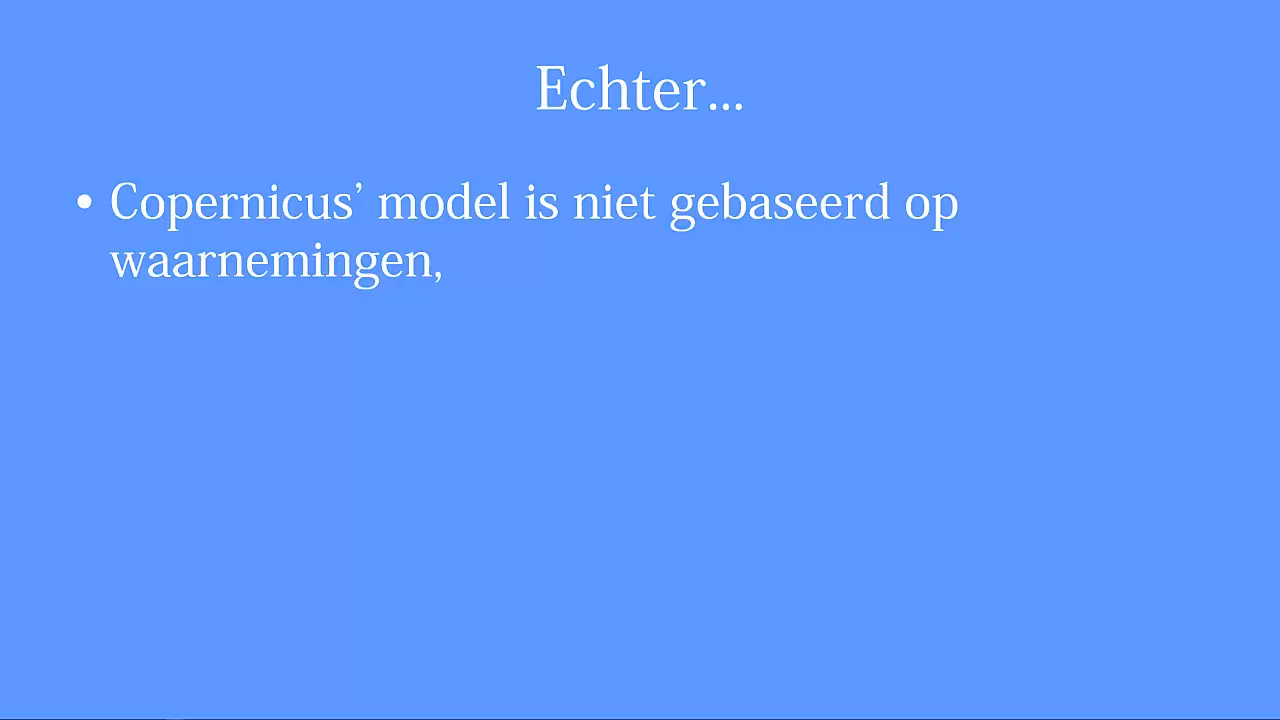 Echter...
• Copernicus’ model is niet gebaseerd op
waarnemingen,